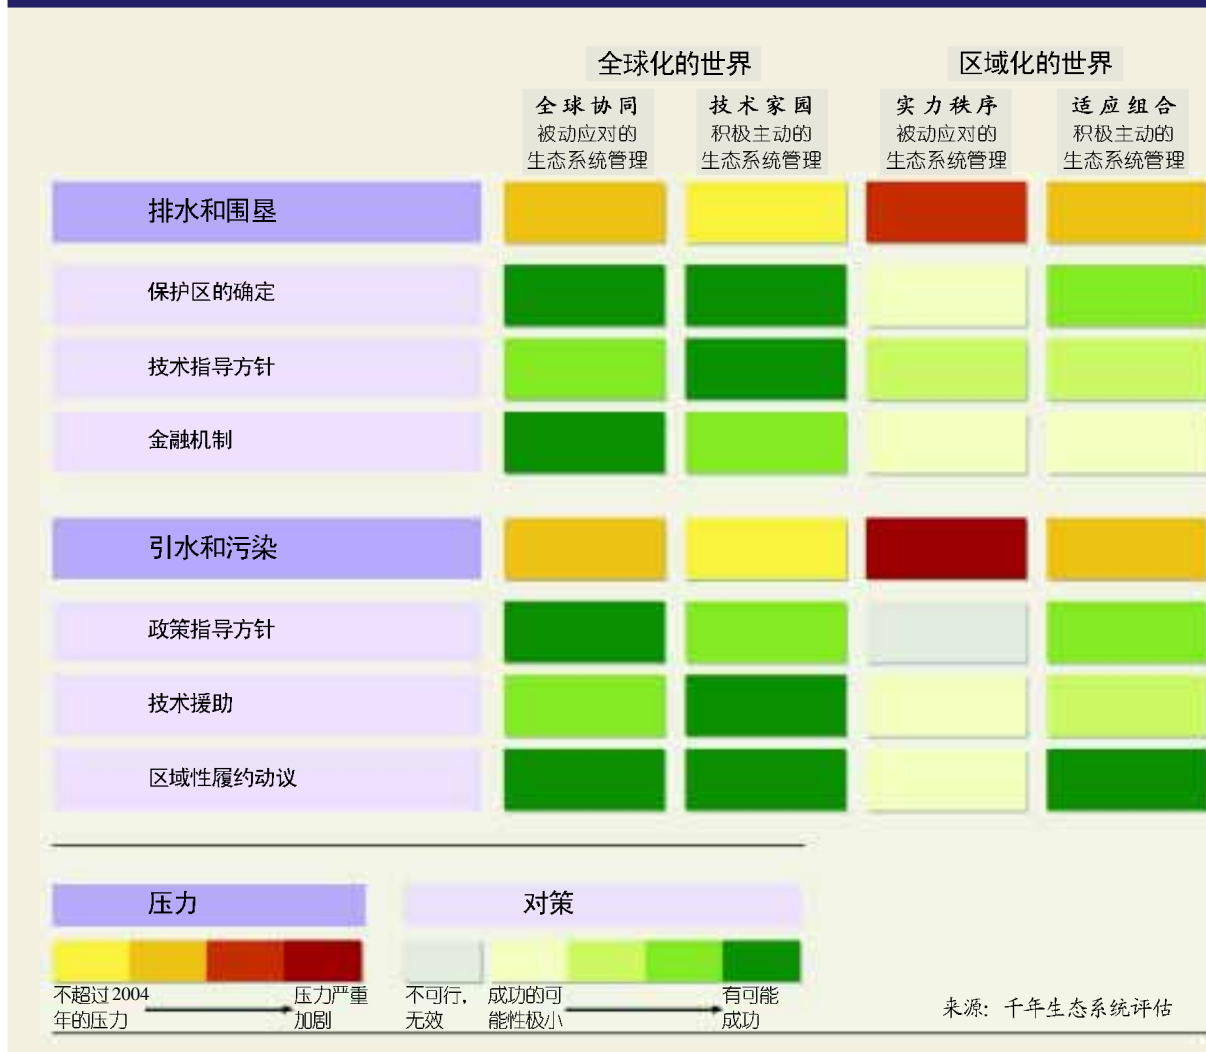 全球化的世界
区域化的世界
全球协同
被动应对的
生态系统管理
技术家园
积极主动的
生态系统管理
实力秩序
被动应对的
生态系统管理
适应组合
积极主动的
生态系统管理
排水和围垦
保护区的确定
技术指导方针
金融机制
引水和污染
政策指导方针
技术援助
区域性履约动议
压力
对策
不超过2004
年的压力
压力严重
加剧
不可行,
无效
成功的可
能性极小
有可能
成功
来源: 千年生态系统评估